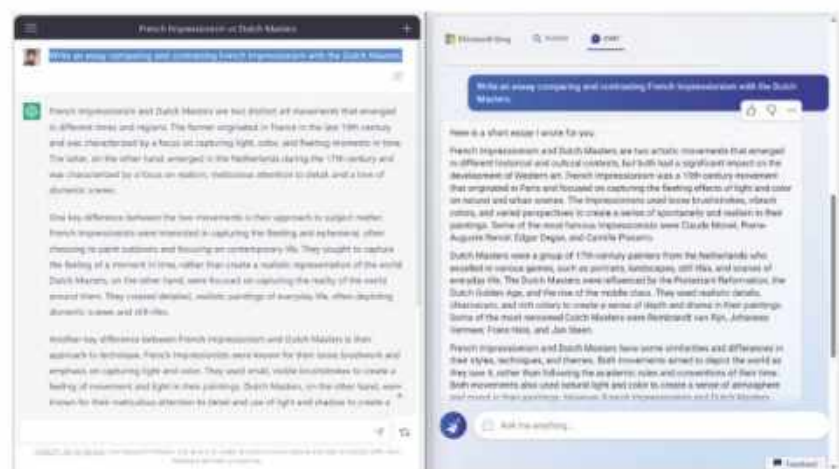 French Impressionism vs Dutch Masters
Write an essay comparing and contrasting French Impressionism with the Dutch Masters
French Impressionism and Dutch Masters are two distinct art movements that emerged
in different times and regions. The former originated in France in the late 19th century
and was characterized by a focus on capturing light, color, and fleeting moments in time.
The latter, on the other hand, emerged in the Netherlands during the 17th century and
was characterized by a focus on realism, meticulous attention to detail, and a love of
domestic scenes.
One key difference between the two movements is their approach to subject matter.
French Impressionists were interested in capturing the fleeting and ephemeral, often
choosing to paint outdoors and focusing on contemporary life. They sought to capture
the feeling of a moment in time, rather than create a realistic representation of the world.
Dutch Masters, on the other hand, were focused on capturing the reality of the world
around them. They created detailed, realistic paintings of everyday life, often depicting
domestic scenes and still-lifes.
Another key difference between French Impressionism and Dutch Masters is their
approach to technique. French Impressionists were known for their loose brushwork and
emphasis on capturing light and color. They used small, visible brushstrokes to create a
feeling of movement and light in their paintings. Dutch Masters, on the other hand, were
known for their meticulous attention to detail and use of light and shadow to create a
Microsoft Bing
SEARCH
CHAT
Write an essay comparing and contrasting French Impressionism with the Dutch
Masters.
Here is a short essay I wrote for you:
French Impressionism and Dutch Masters are two artistic movements that emerged
in different historical and cultural contexts, but both had a significant impact on the
development of Western art. French Impressionism was a 19th-century movement
that originated in Paris and focused on capturing the fleeting effects of light and color
on natural and urban scenes. The Impressionists used loose brushstrokes, vibrant
colors, and varied perspectives to create a sense of spontaneity and realism in their
paintings. Some of the most famous Impressionists were Claude Monet, Pierre-
Auguste Renoir, Edgar Degas, and Camille Pissarro.
Dutch Masters were a group of 17th-century painters from the Netherlands who
excelled in various genres, such as portraits, landscapes, still lifes, and scenes of
everyday life. The Dutch Masters were influenced by the Protestant Reformation, the
Dutch Golden Age, and the rise of the middle class. They used realistic details,
chiaroscuro, and rich colors to create a sense of depth and drama in their paintings.
Some of the most renowned Dutch Masters were Rembrandt van Rijn, Johannes
Vermeer, Frans Hals, and Jan Steen.
French Impressionism and Dutch Masters have some similarities and differences in
their styles, techniques, and themes. Both movements aimed to depict the world as
they saw it, rather than following the academic rules and conventions of their time.
Both movements also used natural light and color to create a sense of atmosphere
and mood in their paintings. However, French Impressionism and Dutch Masters
Ask me anything...
Feedback